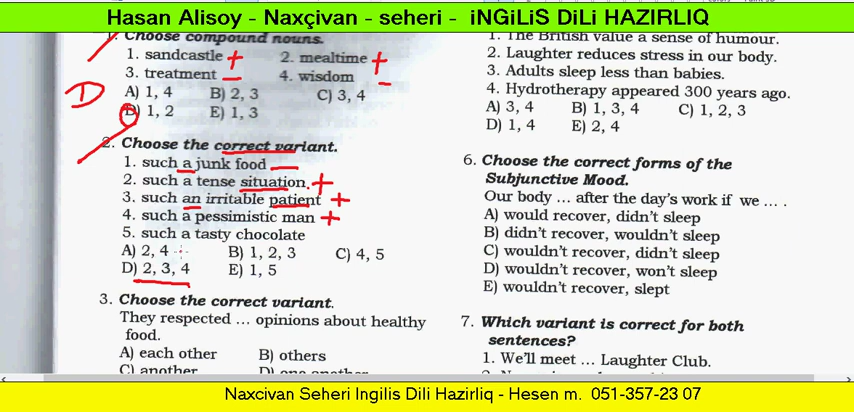 Hasan Alisoy - Naxçivan - seheri - iNGiLiS DiLi HAZIRLIQ
1. Choose compound nouns.
1. sandcastle + 2. mealtime +
3. treatment – 4. wisdom –
D
A) 1, 4 B) 2, 3 C) 3, 4
D) 1, 2 E) 1, 3
2. Choose the correct variant.
1. such a junk food –
2. such a tense situation. +
3. such an irritable patient +
4. such a pessimistic man +
5. such a tasty chocolate
A) 2, 4 B) 1, 2, 3 C) 4, 5
D) 2, 3, 4 E) 1, 5
3. Choose the correct variant.
They respected ... opinions about healthy
food.
A) each other B) others
C) another D) one another
1. The British value a sense of humour.
2. Laughter reduces stress in our body.
3. Adults sleep less than babies.
4. Hydrotherapy appeared 300 years ago.
A) 3, 4 B) 1, 3, 4 C) 1, 2, 3
D) 1, 4 E) 2, 4
6. Choose the correct forms of the
Subjunctive Mood.
Our body ... after the day's work if we ... .
A) would recover, didn't sleep
B) didn't recover, wouldn't sleep
C) wouldn't recover, didn't sleep
D) wouldn't recover, won't sleep
E) wouldn't recover, slept
7. Which variant is correct for both
sentences?
1. We'll meet ... Laughter Club.
Naxcivan Seheri Ingilis Dili Hazirliq - Hesen m. 051-357-23 07